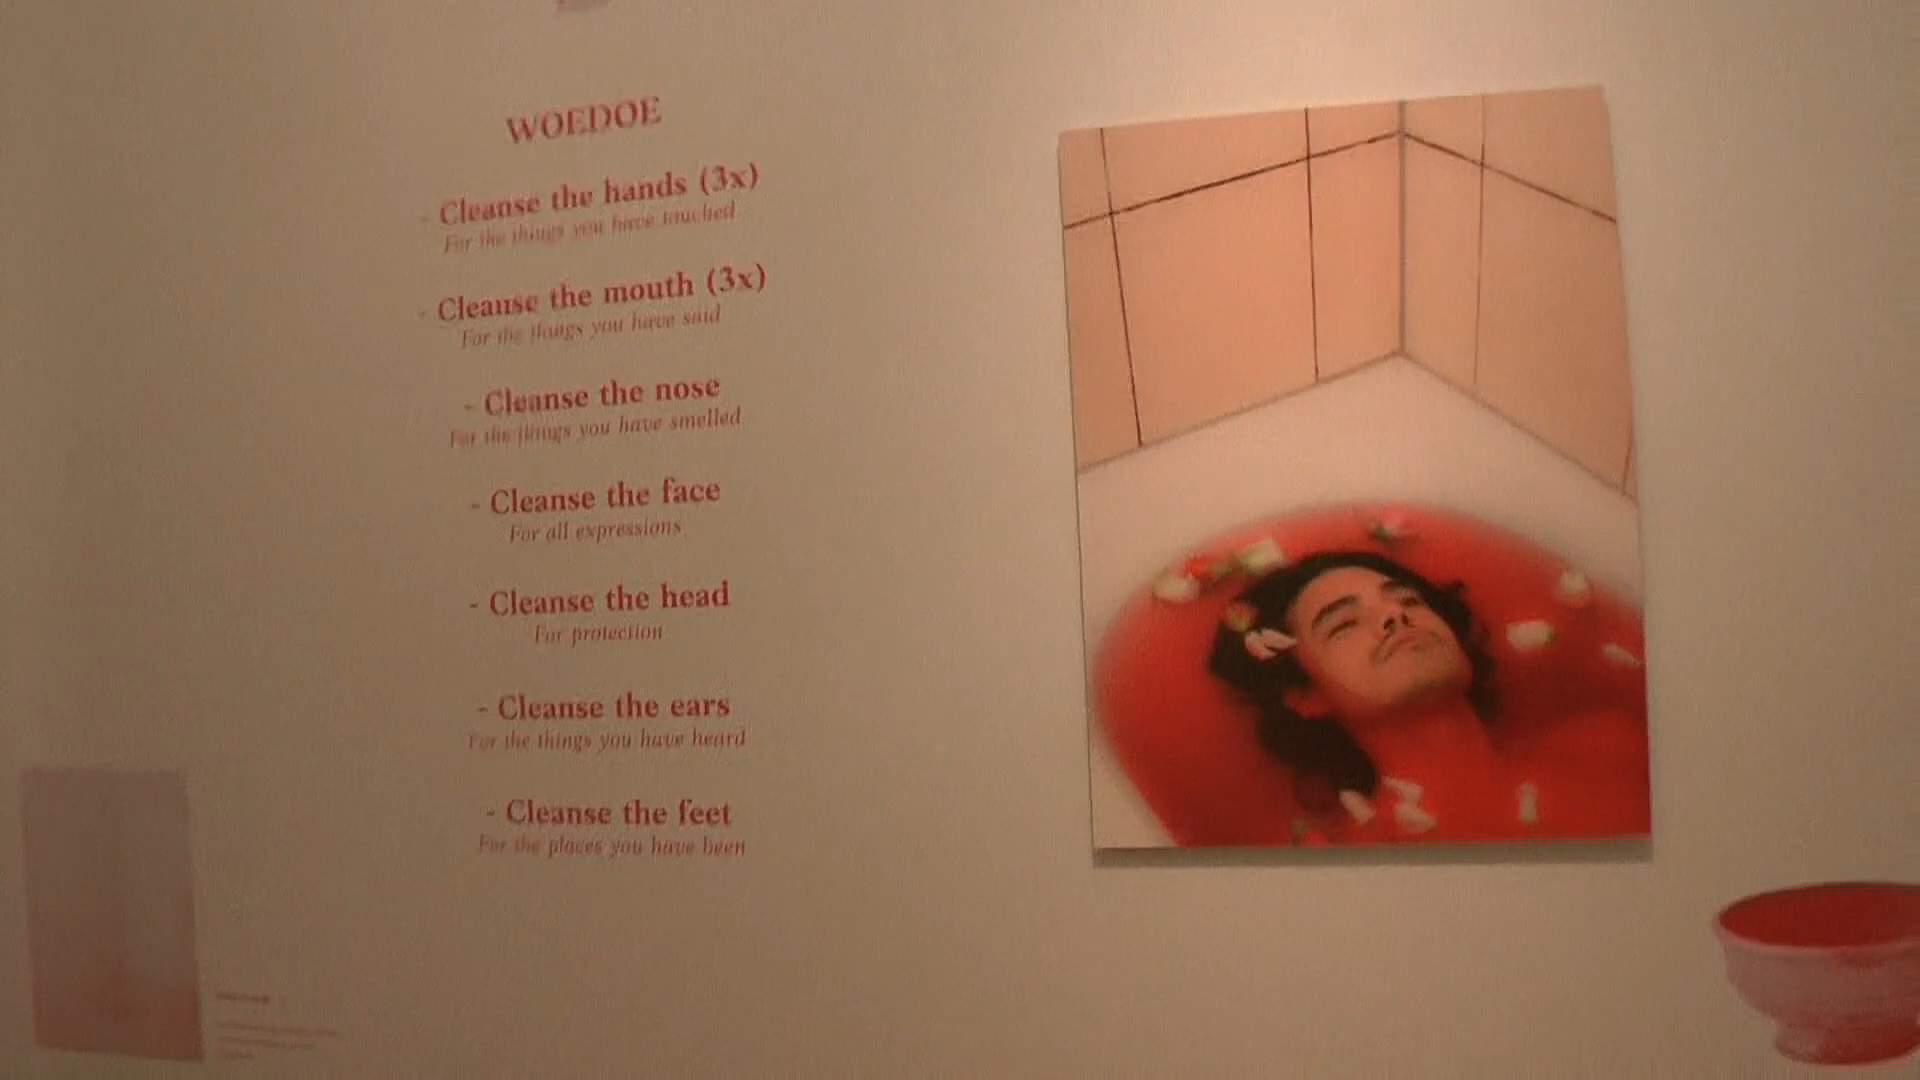 WOEDOE
- Cleanse the hands (3x)
For the things you have touched
- Cleanse the mouth (3x)
For the things you have said
- Cleanse the nose
For the things you have smelled
- Cleanse the face
For all expressions
- Cleanse the head
For protection
- Cleanse the ears
For the things you have heard
- Cleanse the feet
For the places you have been